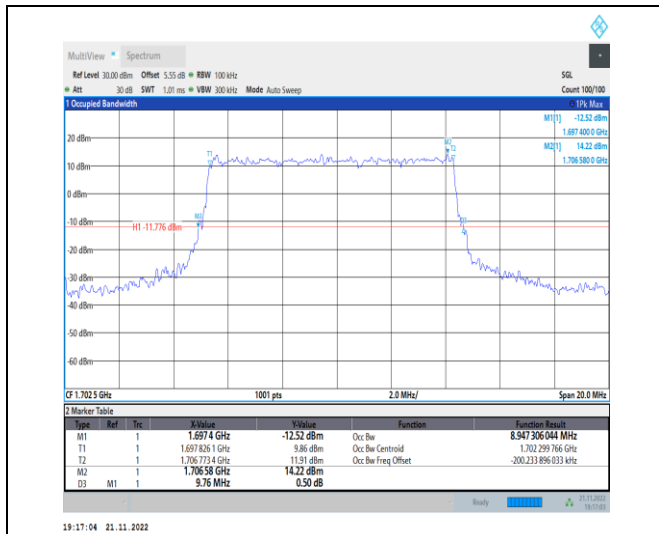 MultiView Spectrum
Ref Level 30.00 dBm Offset 5.55 dB RBW 100 kHz SGL
Att 30 dB SWT 1.01 ms VBW 300 kHz Mode Auto Sweep Count 100/100
1 Occupied Bandwidth 1Pk Max
M1[1] -12.52 dBm
1.697 400 0 GHz
M2[1] 14.22 dBm
1.706 580 0 GHz
20 dBm
M2
T1 T2
10 dBm
0 dBm
M3 D3
-10 dBm
H1 -11.776 dBm
-20 dBm
-30 dBm
-40 dBm
-50 dBm
-60 dBm
CF 1.702 5 GHz 1001 pts 2.0 MHz/ Span 20.0 MHz
2 Marker Table
Type Ref Trc X-Value Y-Value Function Function Result
M1 1 1.697 4 GHz -12.52 dBm Occ Bw 8.947 306 044 MHz
T1 1 1.697 826 1 GHz 9.86 dBm Occ Bw Centroid 1.702 299 766 GHz
T2 1 1.706 773 4 GHz 11.91 dBm Occ Bw Freq Offset -200.233 896 033 kHz
M2 1 1.706 58 GHz 14.22 dBm
D3 M1 1 9.76 MHz 0.50 dB
Ready 21.11.2022
19:17:03
19:17:04 21.11.2022